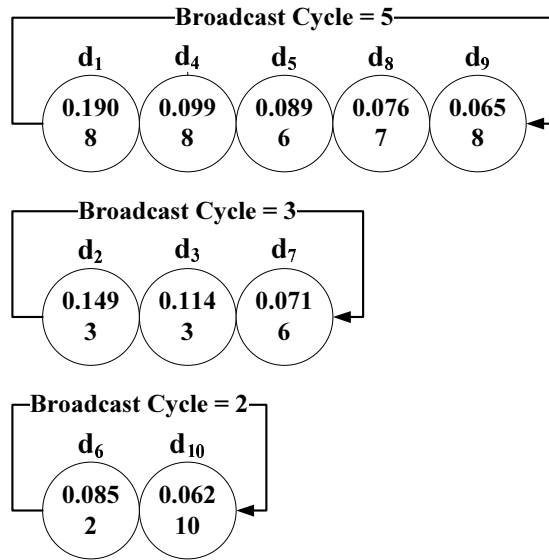 Broadcast Cycle = 5
d1 d4 d5 d8 d9
0.190 0.099 0.089 0.076 0.065
8 8 6 7 8
Broadcast Cycle = 3
d2 d3 d7
0.149 0.114 0.071
3 3 6
Broadcast Cycle = 2
d6 d10
0.085 0.062
2 10